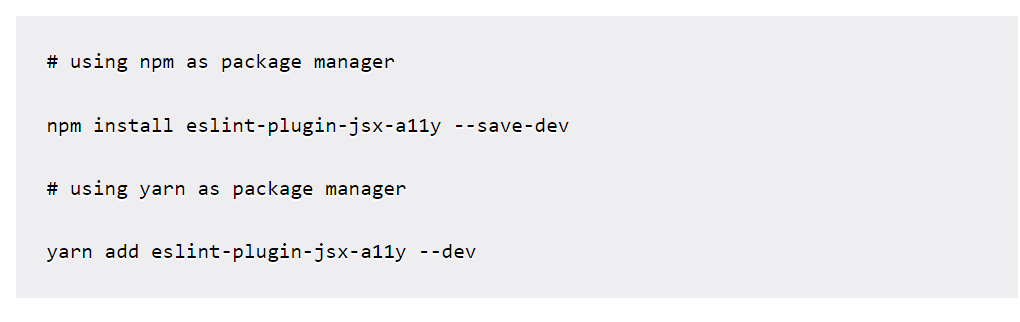 # using npm as package manager
npm install eslint-plugin-jsx-a11y --save-dev
# using yarn as package manager
yarn add eslint-plugin-jsx-a11y --dev